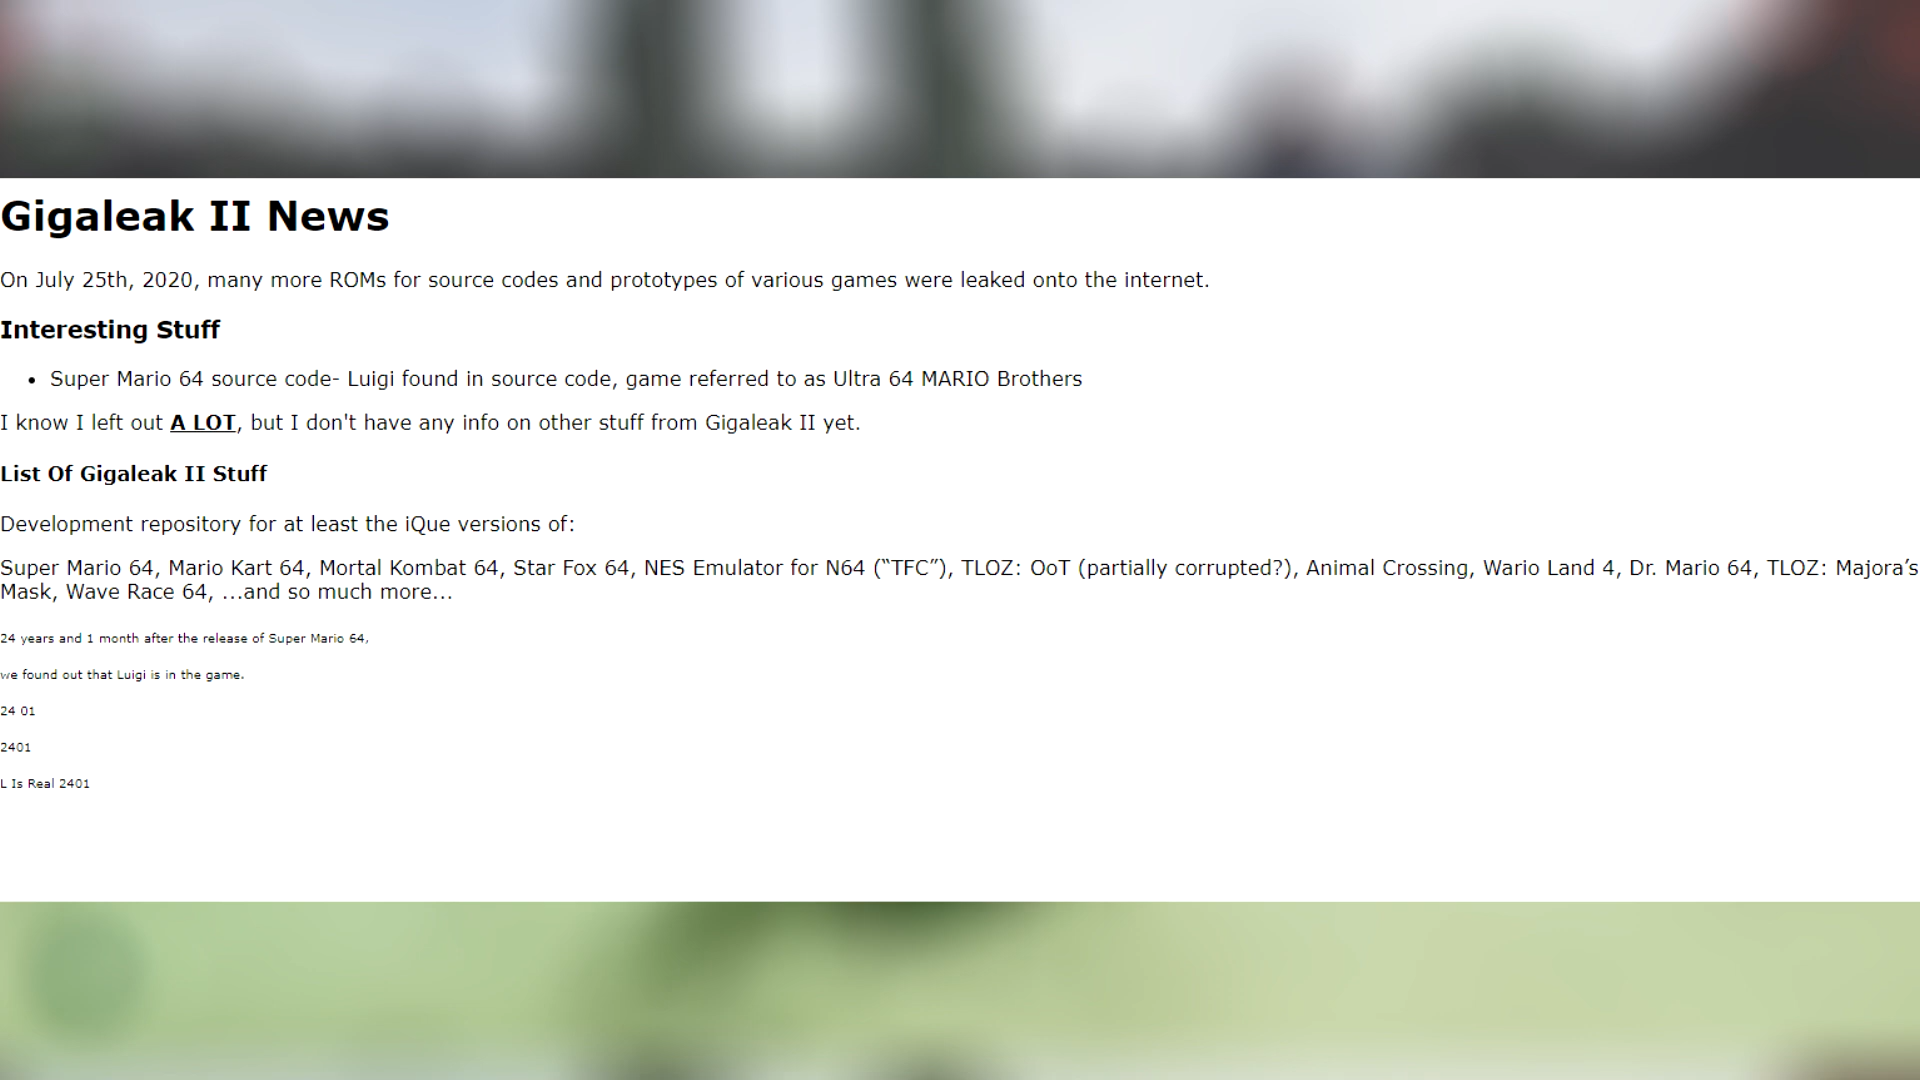 Gigaleak II News
On July 25th, 2020, many more ROMs for source codes and prototypes of various games were leaked onto the internet.
Interesting Stuff
• Super Mario 64 source code- Luigi found in source code, game referred to as Ultra 64 MARIO Brothers
I know I left out A LOT, but I don't have any info on other stuff from Gigaleak II yet.
List Of Gigaleak II Stuff
Development repository for at least the iQue versions of:
Super Mario 64, Mario Kart 64, Mortal Kombat 64, Star Fox 64, NES Emulator for N64 (“TFC”), TLOZ: OoT (partially corrupted?), Animal Crossing, Wario Land 4, Dr. Mario 64, TLOZ: Majora’s
Mask, Wave Race 64, …and so much more…
24 years and 1 month after the release of Super Mario 64,
we found out that Luigi is in the game.
24 01
2401
L Is Real 2401